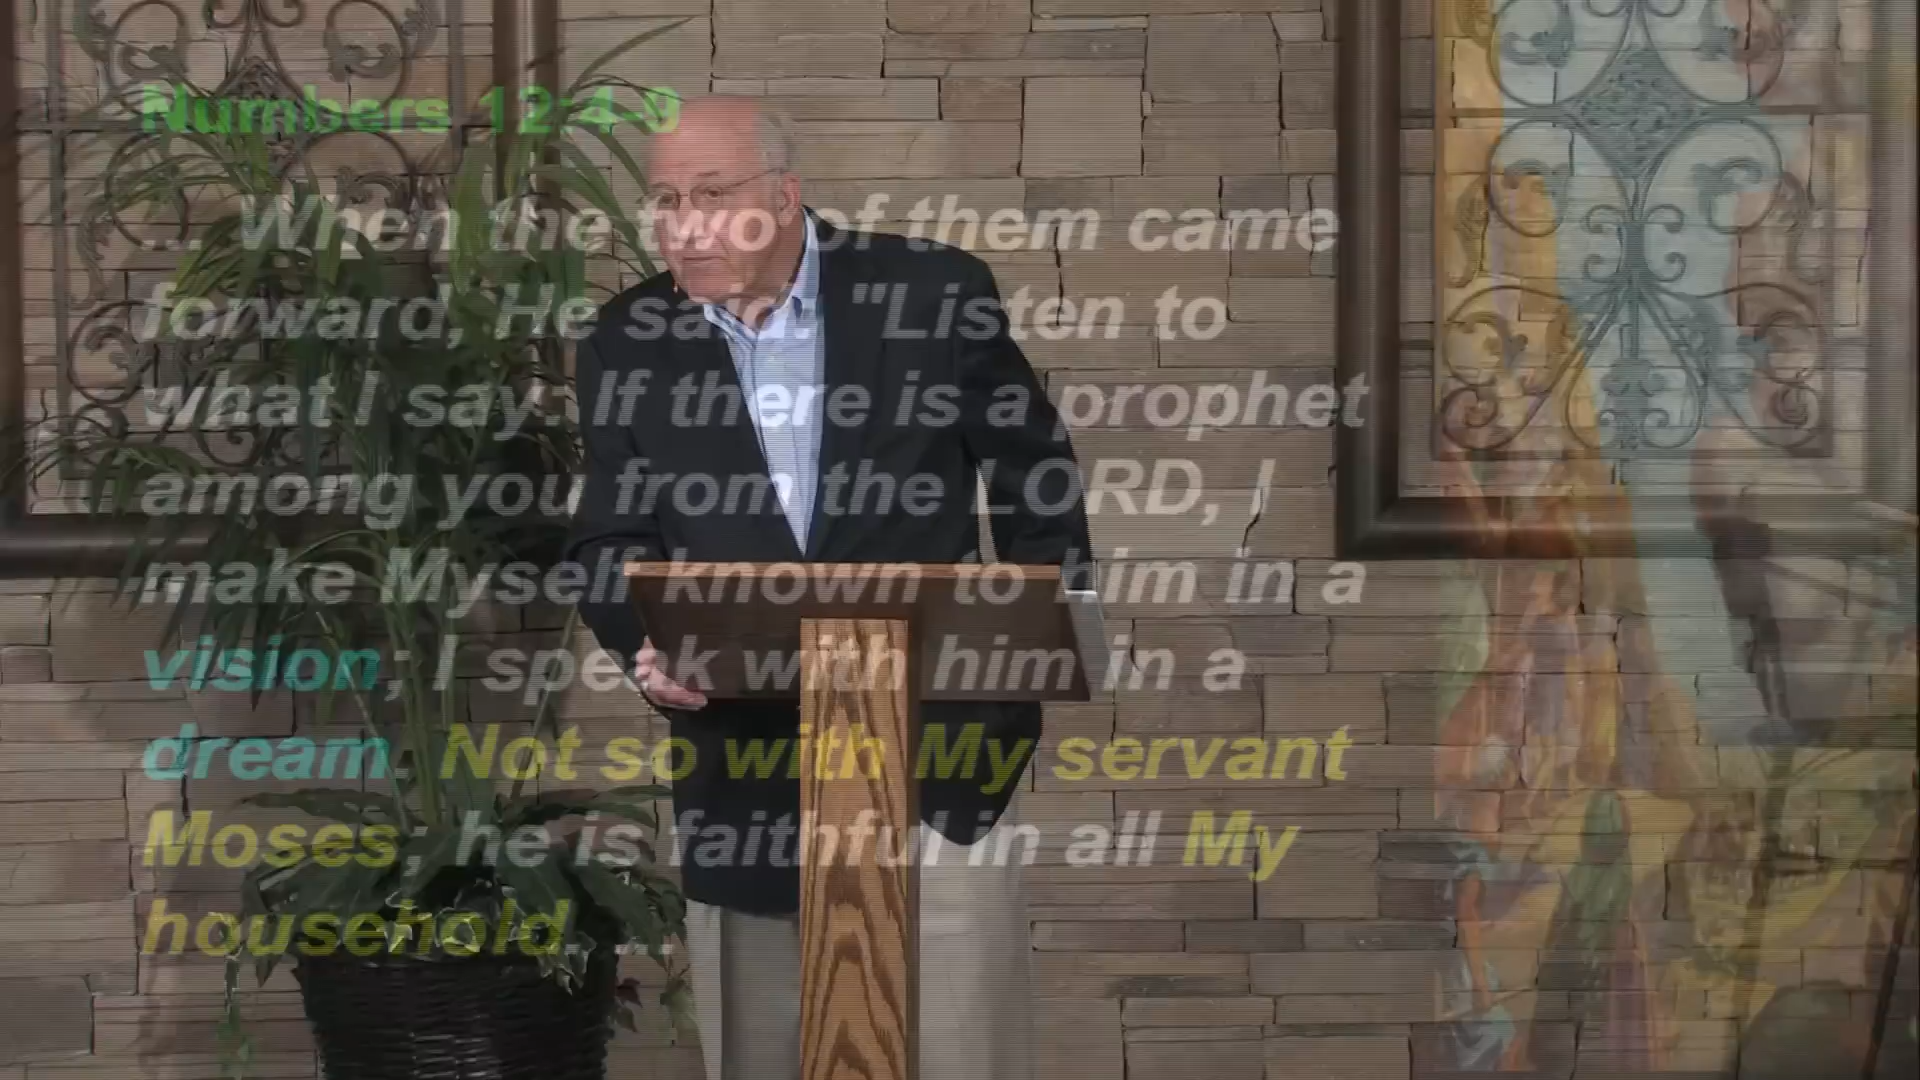 Numbers 12:4-9
... When the two of them came
forward, He said: "Listen to
what I say: If there is a prophet
among you from the LORD, I
make Myself known to him in a
vision; I speak with him in a
dream. Not so with My servant
Moses; he is faithful in all My
household. ...